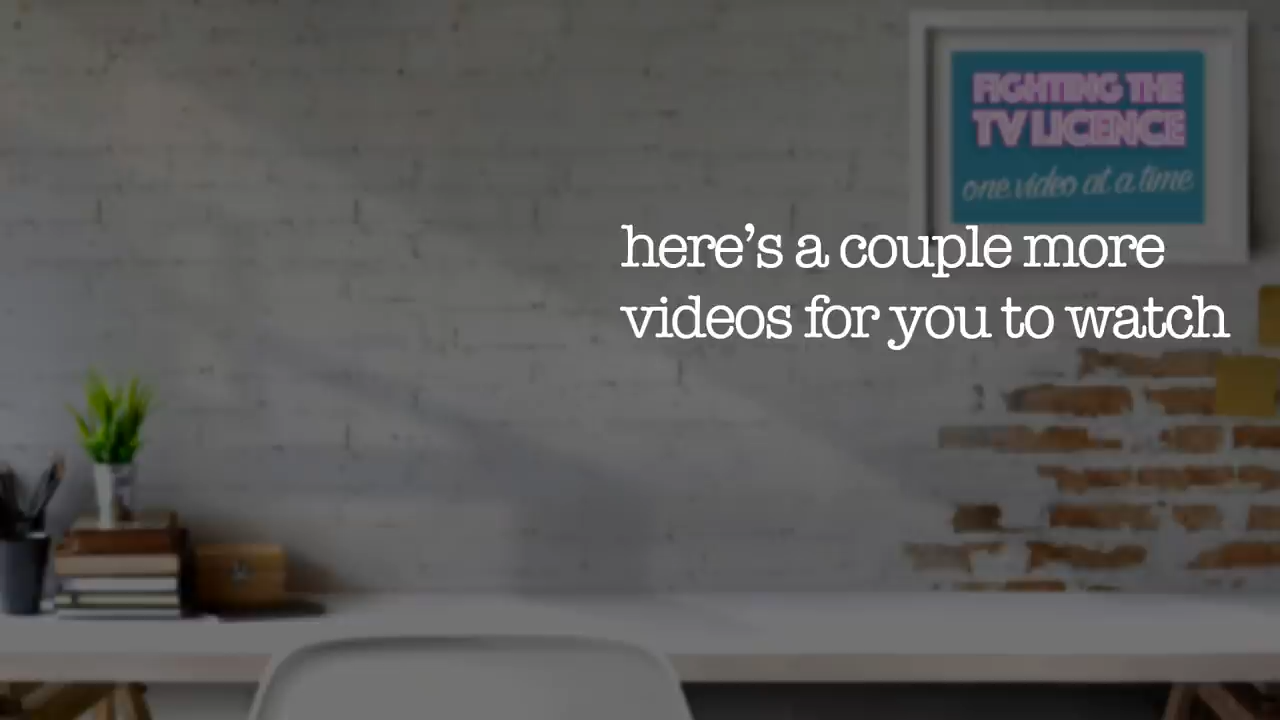 FIGHTING THE
TV LICENCE
one video at a time
here's a couple more
videos for you to watch